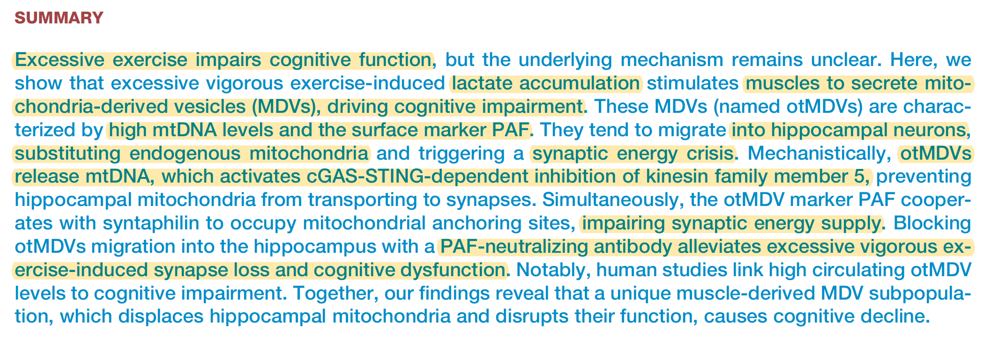 SUMMARY
Excessive exercise impairs cognitive function, but the underlying mechanism remains unclear. Here, we
show that excessive vigorous exercise-induced lactate accumulation stimulates muscles to secrete mito-
chondria-derived vesicles (MDVs), driving cognitive impairment. These MDVs (named otMDVs) are charac-
terized by high mtDNA levels and the surface marker PAF. They tend to migrate into hippocampal neurons,
substituting endogenous mitochondria and triggering a synaptic energy crisis. Mechanistically, otMDVs
release mtDNA, which activates cGAS-STING-dependent inhibition of kinesin family member 5, preventing
hippocampal mitochondria from transporting to synapses. Simultaneously, the otMDV marker PAF cooper-
ates with syntaphilin to occupy mitochondrial anchoring sites, impairing synaptic energy supply. Blocking
otMDVs migration into the hippocampus with a PAF-neutralizing antibody alleviates excessive vigorous ex-
ercise-induced synapse loss and cognitive dysfunction. Notably, human studies link high circulating otMDV
levels to cognitive impairment. Together, our findings reveal that a unique muscle-derived MDV subpopula-
tion, which displaces hippocampal mitochondria and disrupts their function, causes cognitive decline.